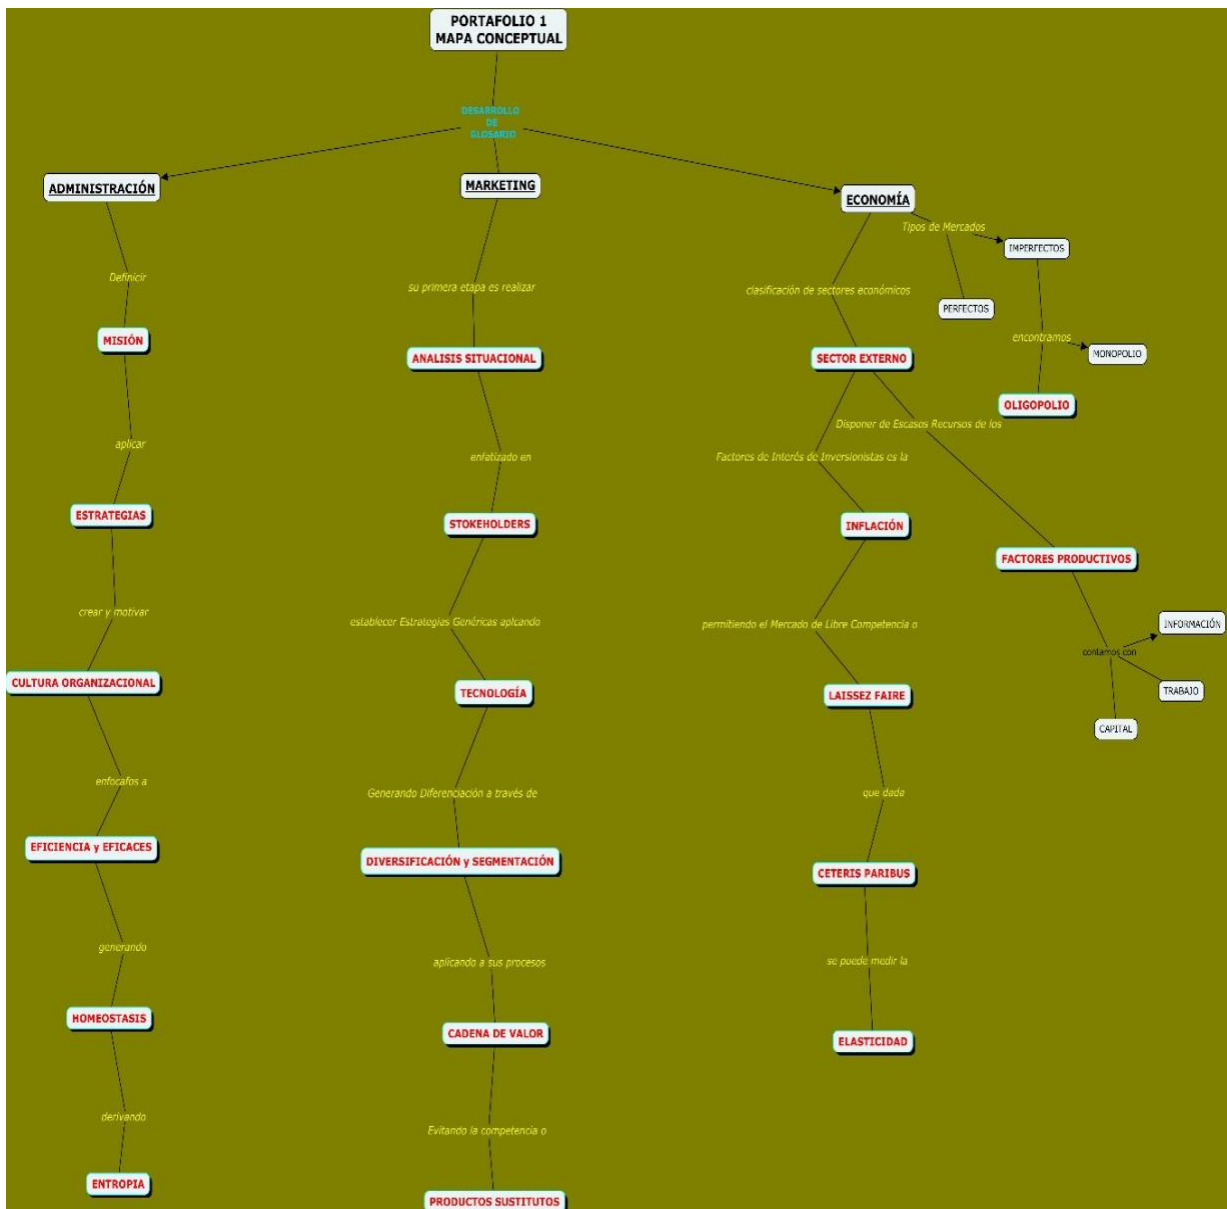 PORTAFOLIO 1
MAPA CONCEPTUAL
DESARROLLO
DE
GLOSARIO
ADMINISTRACIÓN
Definicir
MISIÓN
aplicar
ESTRATEGIAS
crear y motivar
CULTURA ORGANIZACIONAL
enfocafos a
EFICIENCIA y EFICACES
generando
HOMEOSTASIS
derivando
ENTROPIA
MARKETING
su primera etapa es realizar
ANALISIS SITUACIONAL
enfatizado en
STOKEHOLDERS
establecer Estrategias Genéricas aplcando
TECNOLOGÍA
Generando Diferenciación a través de
DIVERSIFICACIÓN y SEGMENTACIÓN
aplicando a sus procesos
CADENA DE VALOR
Evitando la competencia o
PRODUCTOS SUSTITUTOS
ECONOMÍA
clasificación de sectores económicos
SECTOR EXTERNO
Factores de Interés de Inversionistas es la
INFLACIÓN
permitiendo el Mercado de Libre Competencia o
LAISSEZ FAIRE
que dada
CETERIS PARIBUS
se puede medir la
ELASTICIDAD
Disponer de Escasos Recursos de los
FACTORES PRODUCTIVOS
contamos con
INFORMACIÓN
TRABAJO
CAPITAL
Tipos de Mercados
PERFECTOS
IMPERFECTOS
encontramos
MONOPOLIO
OLIGOPOLIO